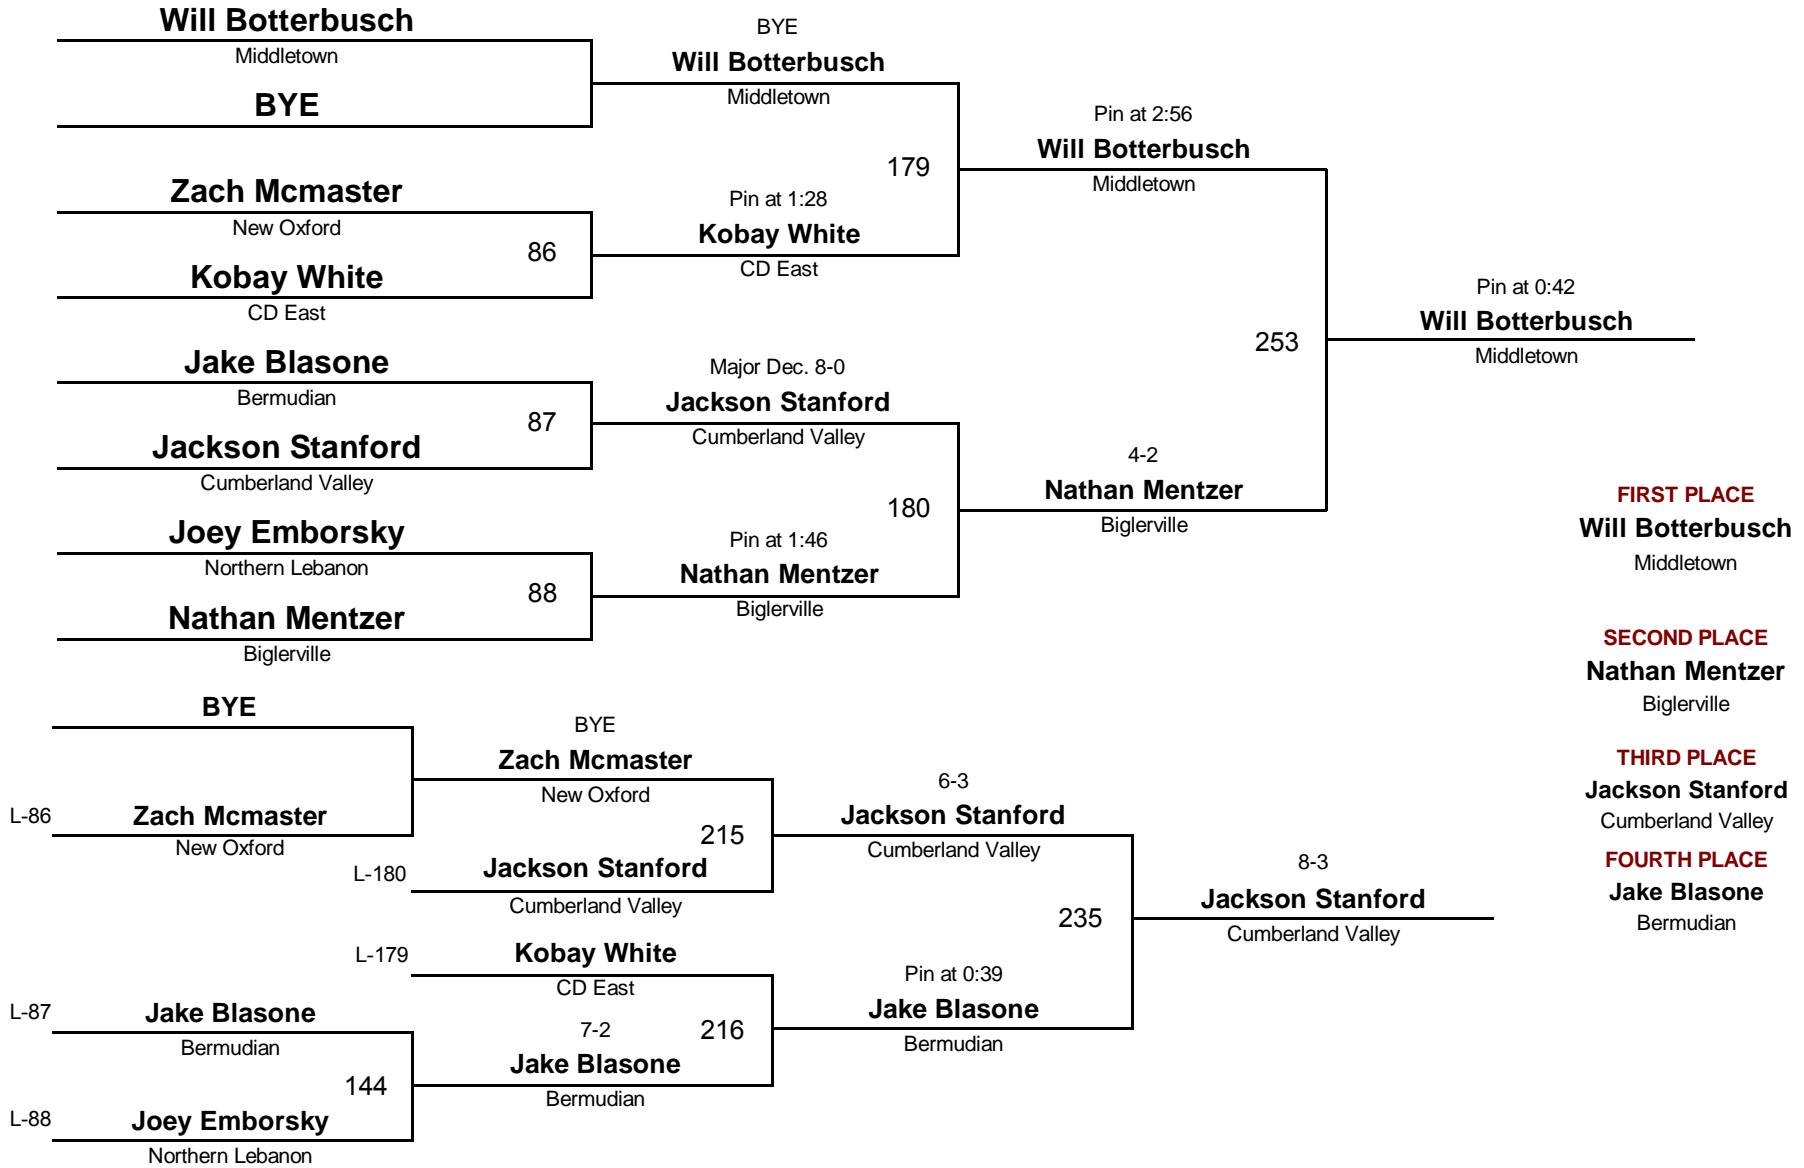 Will Botterbusch
Middletown
BYE
Zach Mcmaster
New Oxford
86
Kobay White
CD East
Jake Blasone
Bermudian
87
Jackson Stanford
Cumberland Valley
Joey Emborsky
Northern Lebanon
88
Nathan Mentzer
Biglerville
BYE
Will Botterbusch
Middletown
179
Pin at 1:28
Kobay White
CD East
Major Dec. 8-0
Jackson Stanford
Cumberland Valley
180
Pin at 1:46
Nathan Mentzer
Biglerville
Pin at 2:56
Will Botterbusch
Middletown
253
4-2
Nathan Mentzer
Biglerville
Pin at 0:42
Will Botterbusch
Middletown
FIRST PLACE
Will Botterbusch
Middletown
SECOND PLACE
Nathan Mentzer
Biglerville
THIRD PLACE
Jackson Stanford
Cumberland Valley
FOURTH PLACE
Jake Blasone
Bermudian
BYE
L-86
Zach Mcmaster
New Oxford
L-87
Jake Blasone
Bermudian
144
L-88
Joey Emborsky
Northern Lebanon
BYE
Zach Mcmaster
New Oxford
215
L-180
Jackson Stanford
Cumberland Valley
L-179
Kobay White
CD East
7-2
216
Jake Blasone
Bermudian
6-3
Jackson Stanford
Cumberland Valley
235
Pin at 0:39
Jake Blasone
Bermudian
8-3
Jackson Stanford
Cumberland Valley